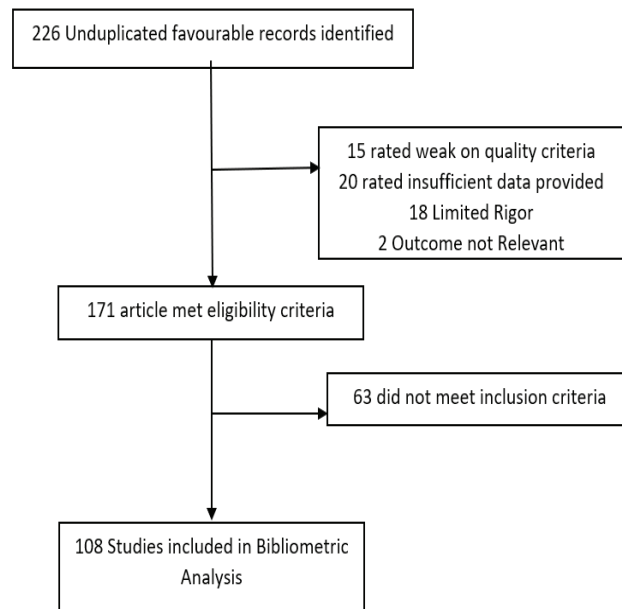 226 Unduplicated favourable records identified
15 rated weak on quality criteria
20 rated insufficient data provided
18 Limited Rigor
2 Outcome not Relevant
171 article met eligibility criteria
63 did not meet inclusion criteria
108 Studies included in Bibliometric
Analysis